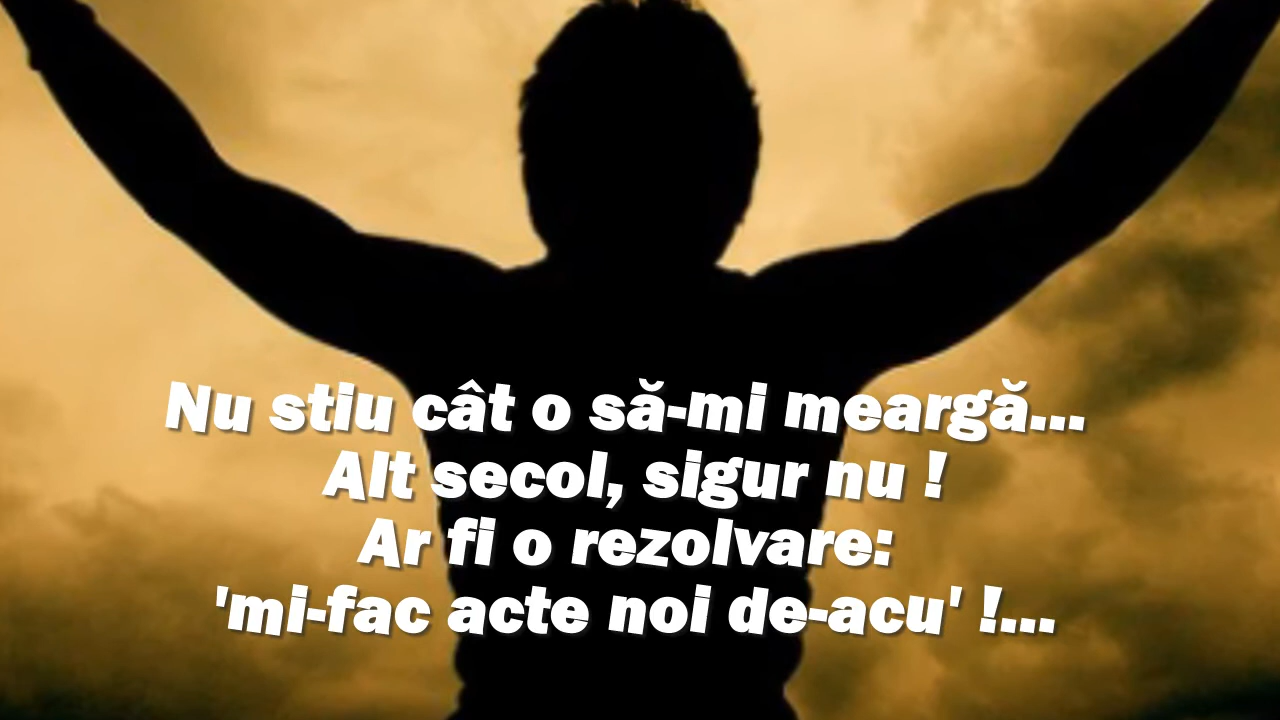 Nu stiu cât o să-mi meargă...
Alt secol, sigur nu !
Ar fi o rezolvare:
'mi-fac acte noi de-acu' !...